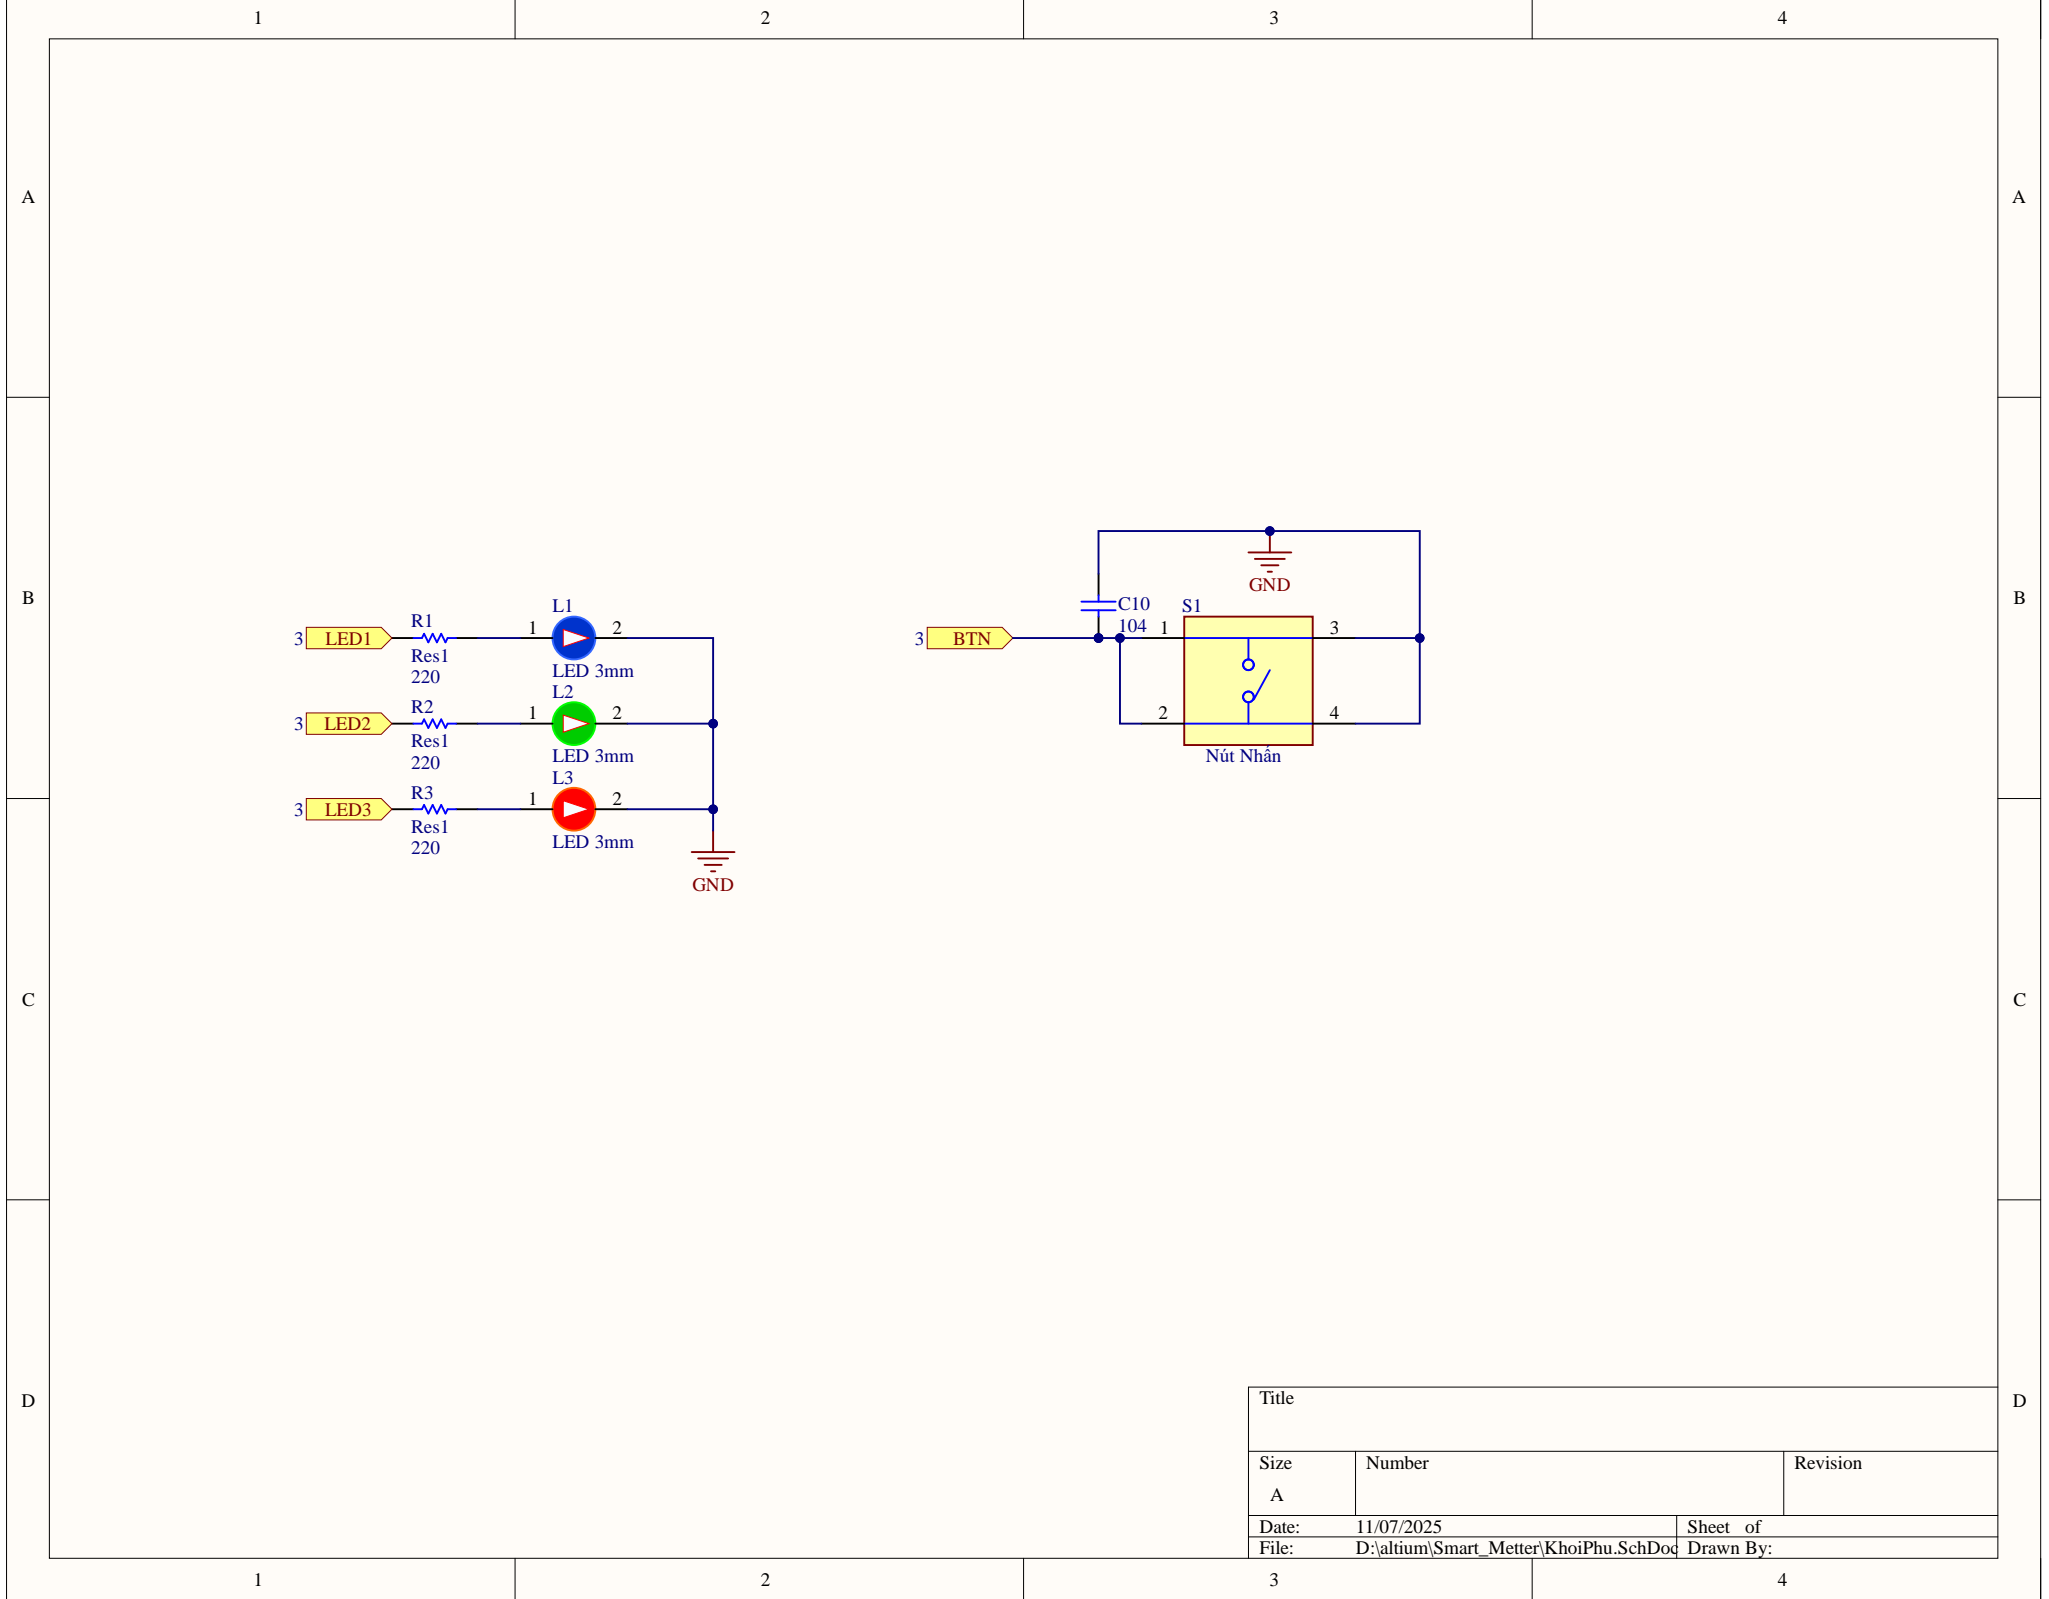 1 2 3 4
A A
B B
C C
D D
R1
3 LED1
Res1
220
L1
1 2
LED 3mm
R2
3 LED2
Res1
220
L2
1 2
LED 3mm
R3
3 LED3
Res1
220
L3
1 2
LED 3mm
GND
GND
C10
104
S1
3 BTN
1 3
2 4
Nút Nhấn
Title
Size Number Revision
A
Date: 11/07/2025 Sheet of
File: D:\altium\Smart_Metter\KhoiPhu.SchDoc Drawn By:
1 2 3 4